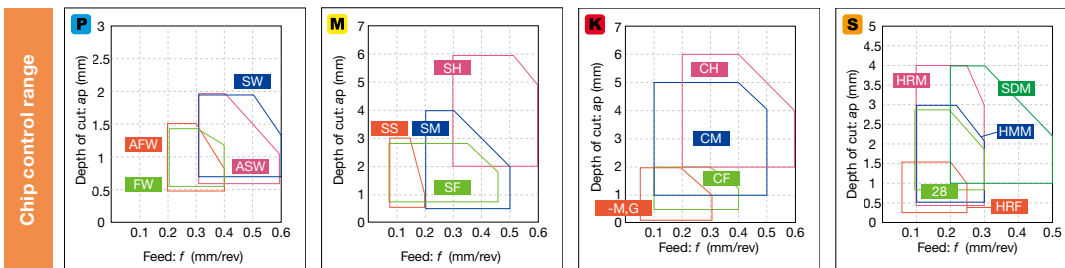 Chip control range
P
Depth of cut: ap (mm)
3
2.5
2
1.5
1
0.5
0
SW
AFW
ASW
FW
0.1 0.2 0.3 0.4 0.5 0.6
Feed: f (mm/rev)
M
Depth of cut: ap (mm)
7
6
5
4
3
2
1
0
SH
SS
SM
SF
0.1 0.2 0.3 0.4 0.5 0.6
Feed: f (mm/rev)
K
Depth of cut: ap (mm)
7
6
5
4
3
2
1
0
CH
CM
CF
-M,G
0.1 0.2 0.3 0.4 0.5 0.6
Feed: f (mm/rev)
S
Depth of cut: ap (mm)
5
4.5
4
3.5
3
2.5
2
1.5
1
0.5
0
HRM
SDM
HMM
28
HRF
0.1 0.2 0.3 0.4 0.5
Feed: f (mm/rev)